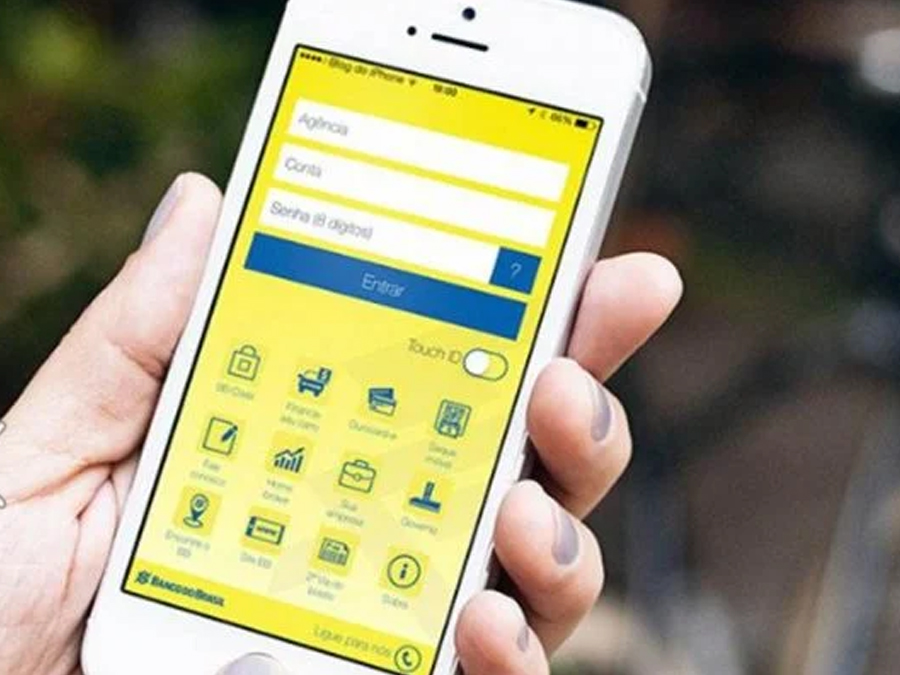 Blog do iPhone 18:00 86%
Agência
Conta
Senha (8 dígitos) ?
Entrar
Touch ID
BB Code
Financie seu carro
Ourocard-e
Saque móvel
Fale conosco
Home broker
Sua empresa
Governo
Encontre o BB
Site BB
2ª Via de boleto
Sobre
BANCO DO BRASIL
Ligue para nós